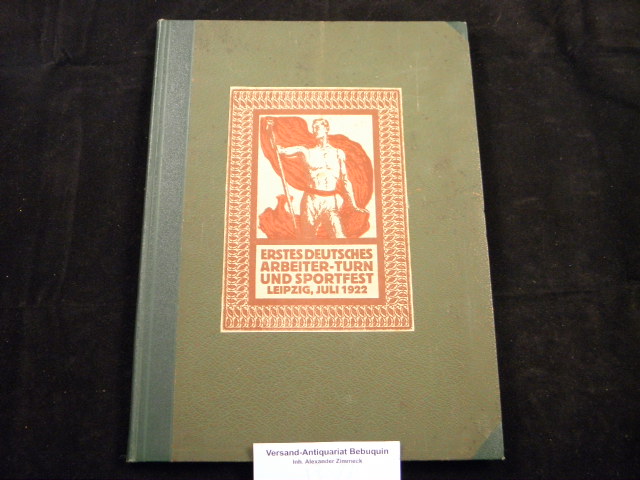 ERSTES DEUTSCHES
ARBEITER-TURN
UND SPORTFEST
LEIPZIG, JULI 1922
Versand-Antiquariat Bebuquin
Inh. Alexander Zimmeck